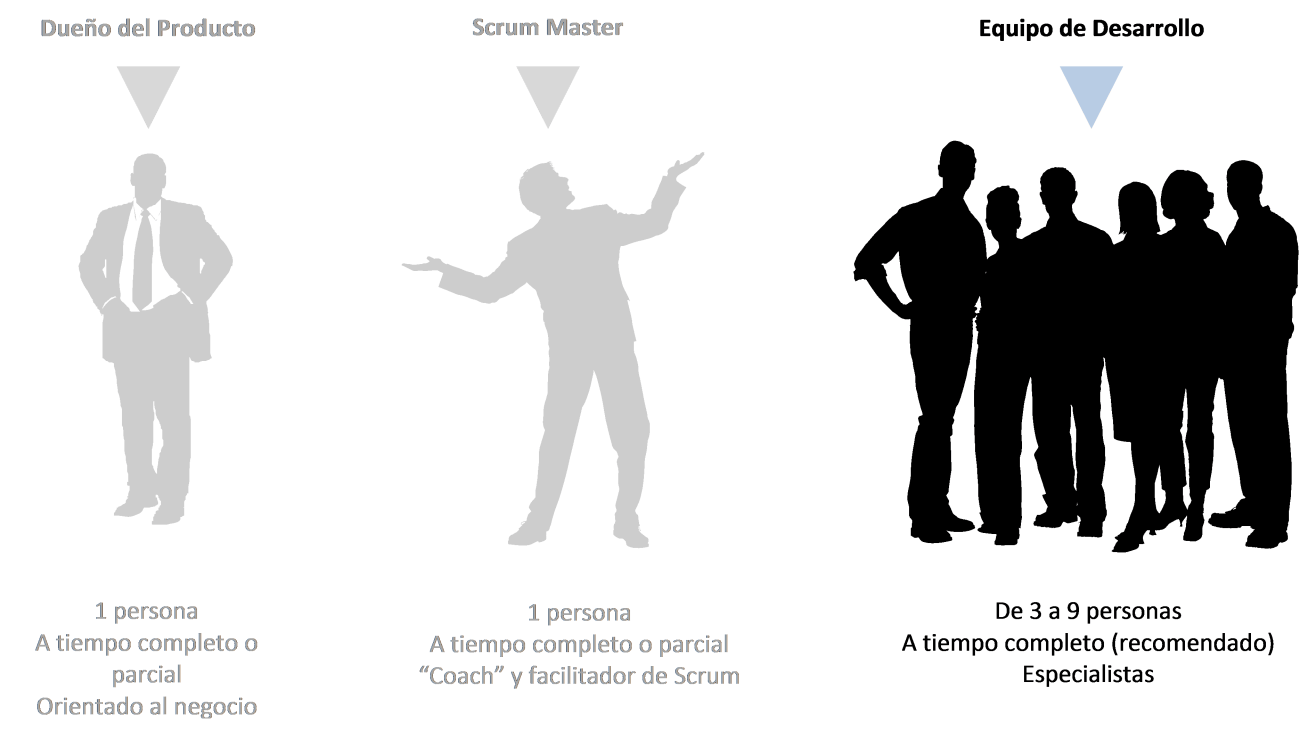 Dueño del Producto
Scrum Master
Equipo de Desarrollo
1 persona
A tiempo completo o
parcial
Orientado al negocio
1 persona
A tiempo completo o parcial
“Coach” y facilitador de Scrum
De 3 a 9 personas
A tiempo completo (recomendado)
Especialistas